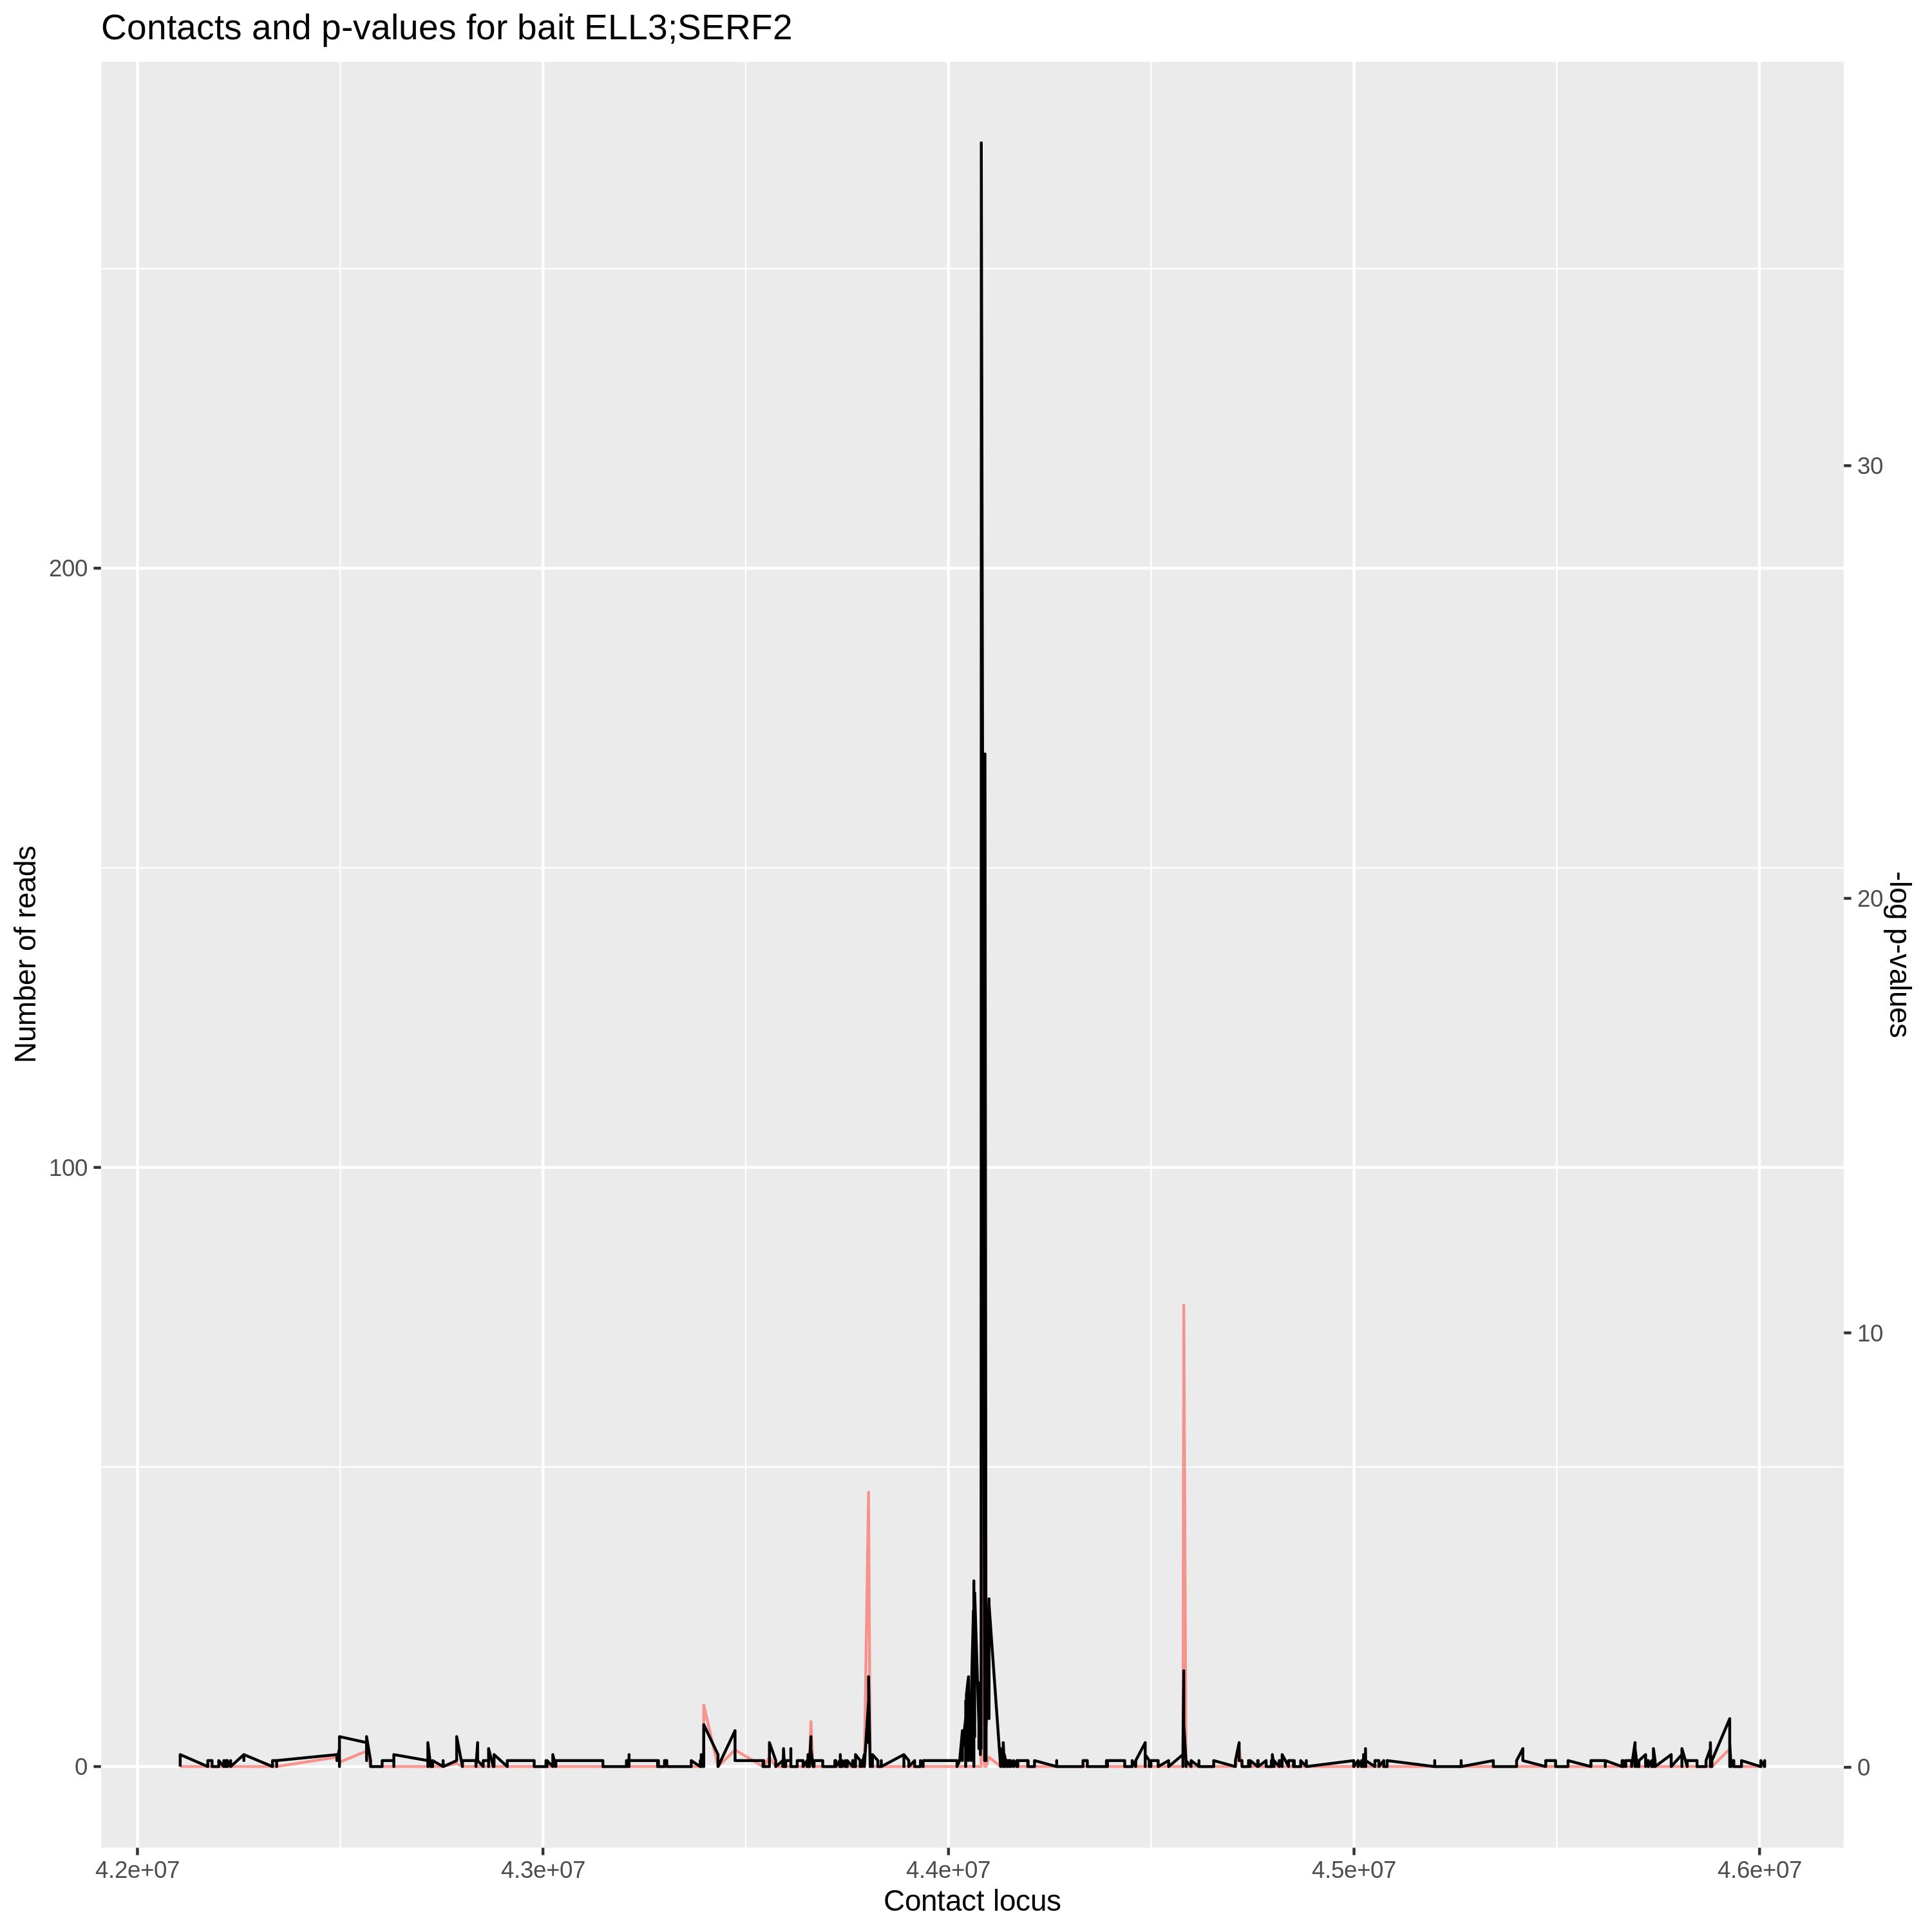 Contacts and p-values for bait ELL3;SERF2
Number of reads
200
100
0
30
20
10
0
-log p-values
4.2e+07 4.3e+07 4.4e+07 4.5e+07 4.6e+07
Contact locus